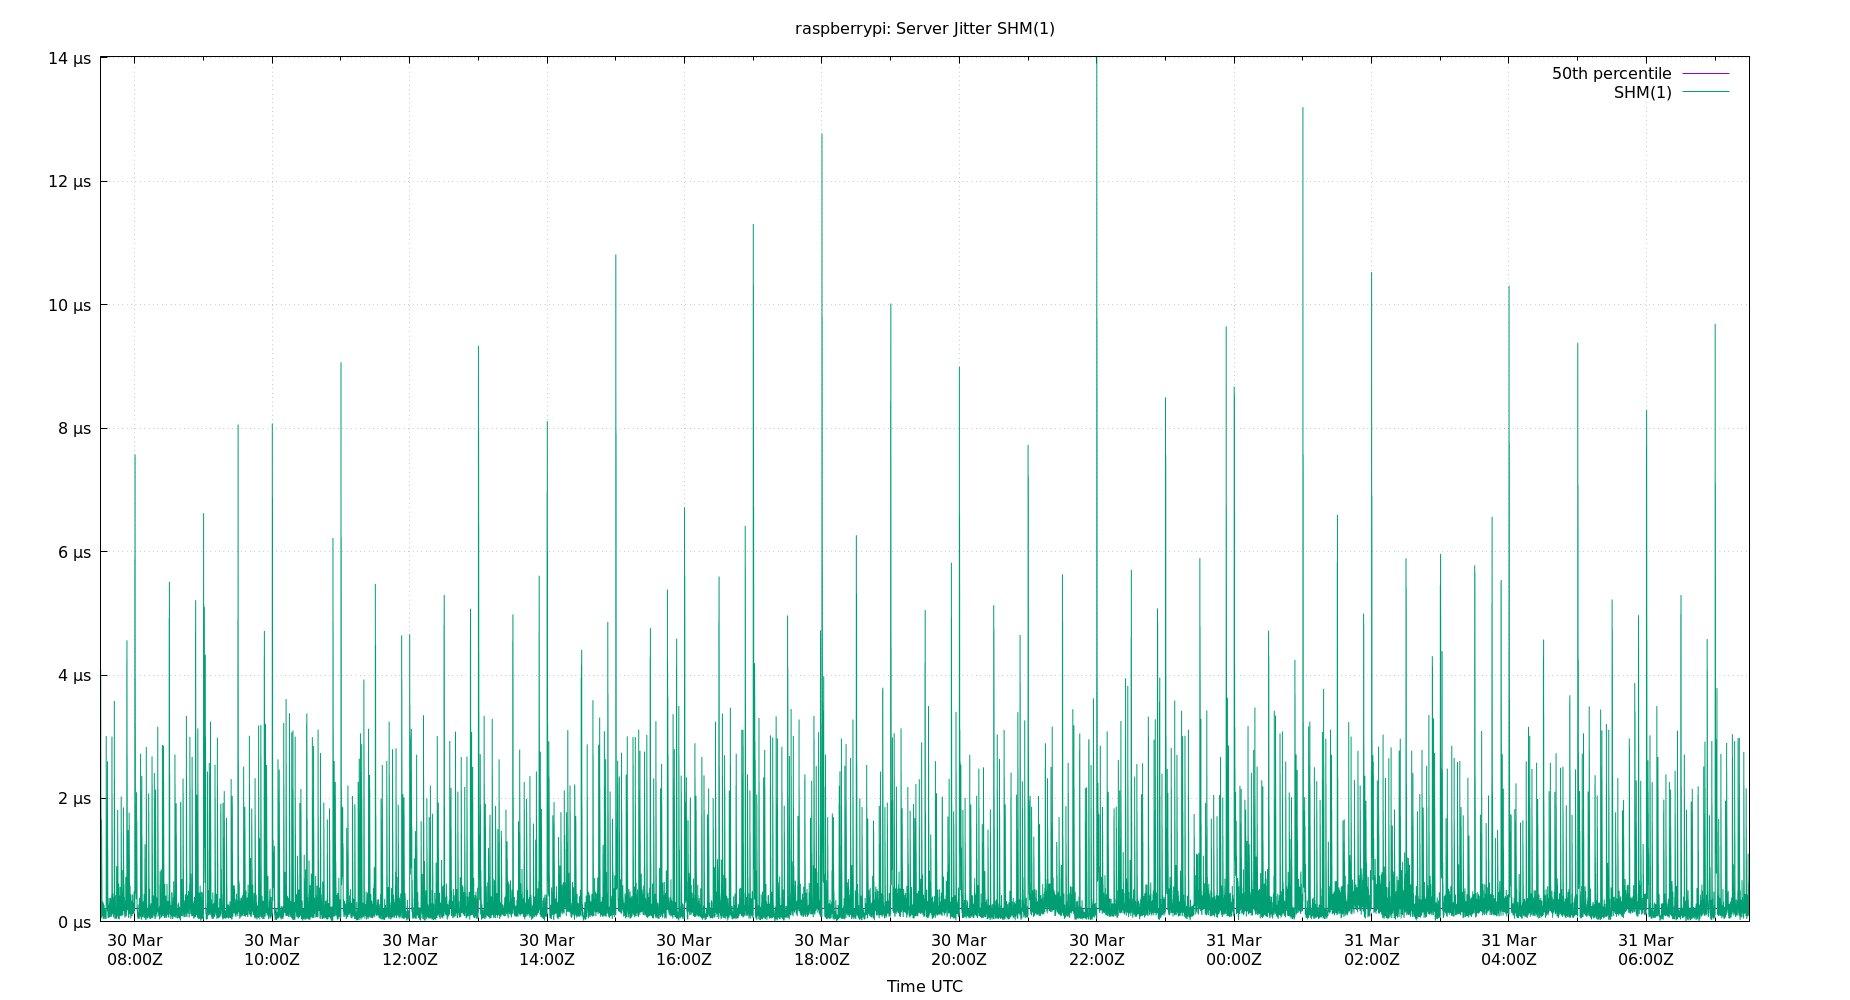 raspberrypi: Server Jitter SHM(1)
14 µs
12 µs
10 µs
8 µs
6 µs
4 µs
2 µs
0 µs
50th percentile
SHM(1)
30 Mar 30 Mar 30 Mar 30 Mar 30 Mar 30 Mar 30 Mar 30 Mar 31 Mar 31 Mar 31 Mar 31 Mar
08:00Z 10:00Z 12:00Z 14:00Z 16:00Z 18:00Z 20:00Z 22:00Z 00:00Z 02:00Z 04:00Z 06:00Z
Time UTC